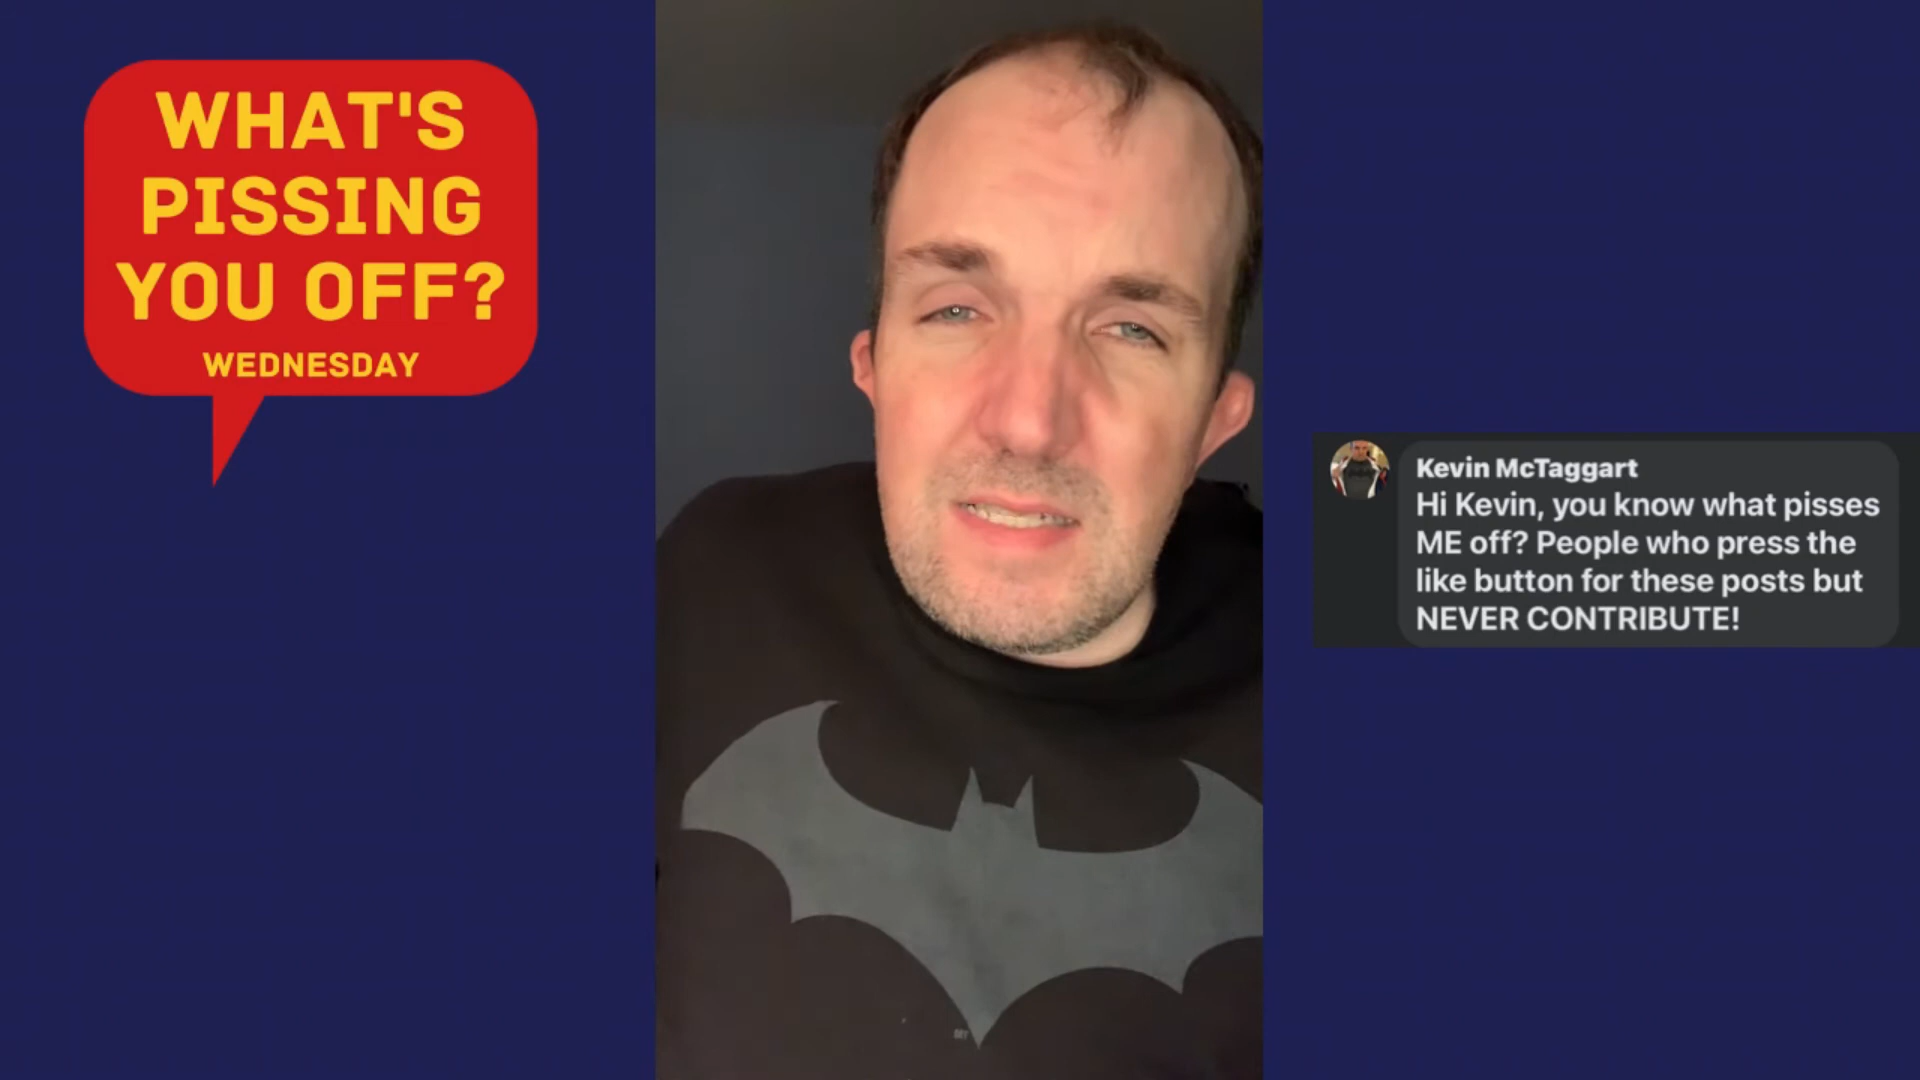 WHAT'S
PISSING
YOU OFF?
WEDNESDAY
Kevin McTaggart
Hi Kevin, you know what pisses
ME off? People who press the
like button for these posts but
NEVER CONTRIBUTE!